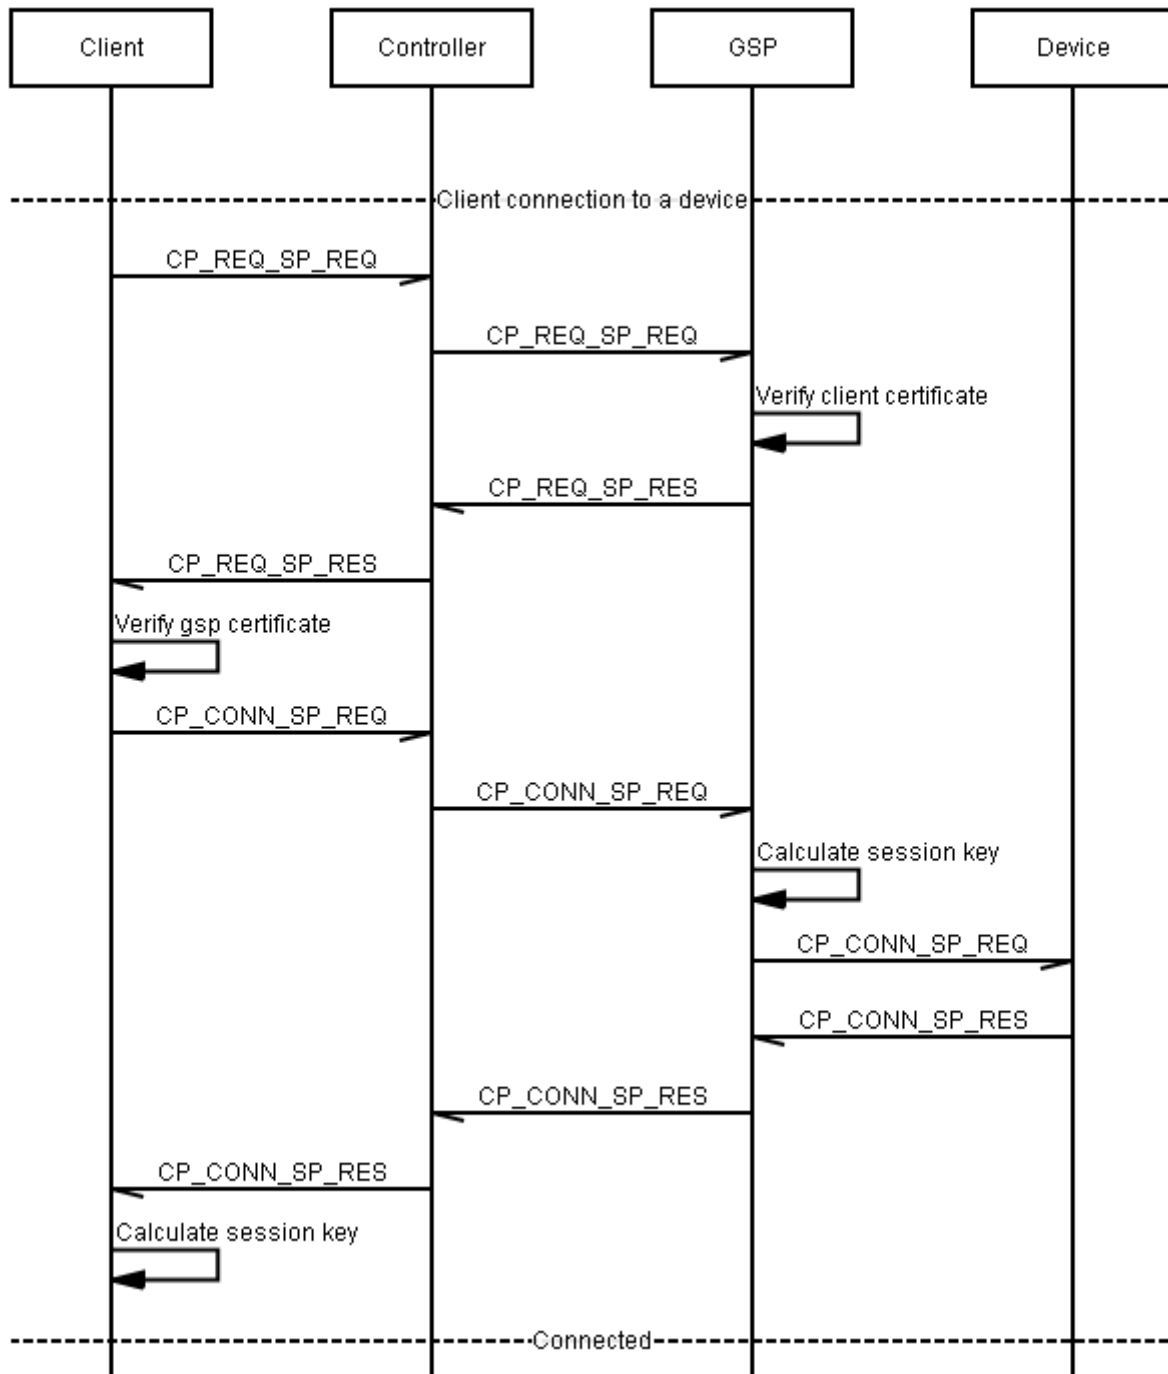 Client
Controller
GSP
Device
Client connection to a device
CP_REQ_SP_REQ
CP_REQ_SP_REQ
Verify client certificate
CP_REQ_SP_RES
CP_REQ_SP_RES
Verify gsp certificate
CP_CONN_SP_REQ
CP_CONN_SP_REQ
Calculate session key
CP_CONN_SP_REQ
CP_CONN_SP_RES
CP_CONN_SP_RES
CP_CONN_SP_RES
Calculate session key
Connected